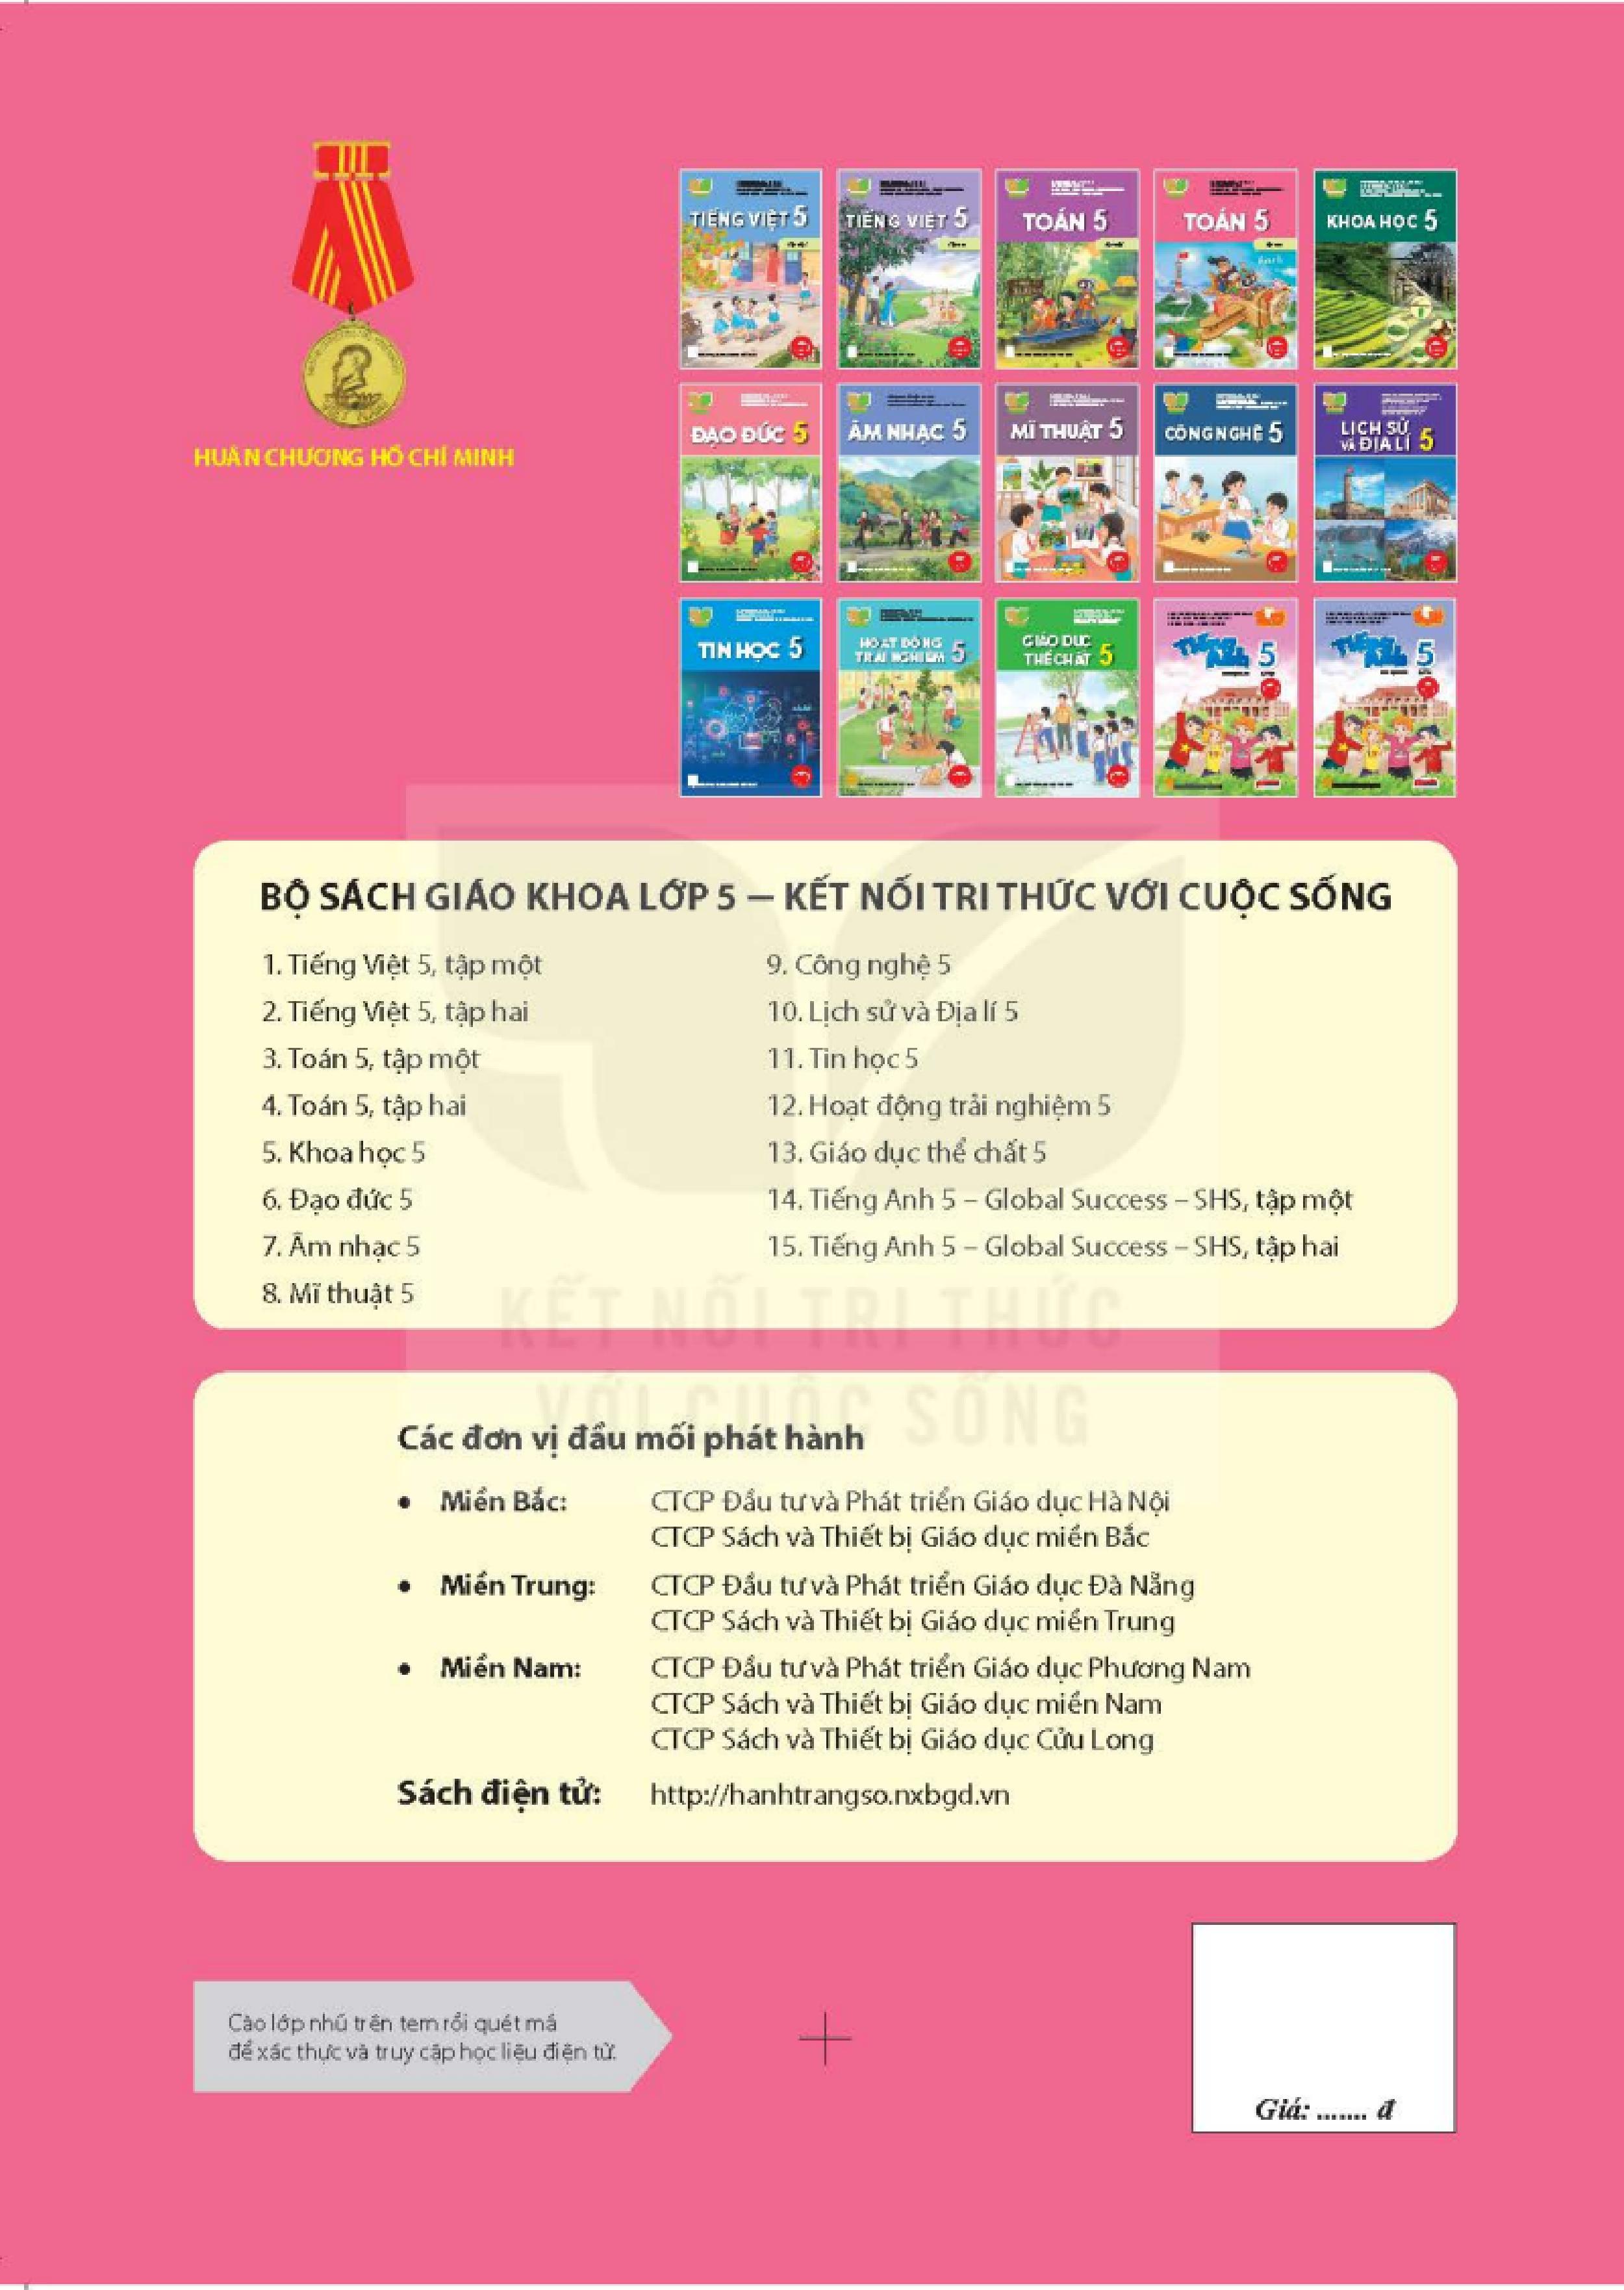 HUÂN CHƯƠNG HỒ CHÍ MINH
TIẾNG VIỆT 5
TIẾNG VIỆT 5
TOÁN 5
TOÁN 5
KHOA HỌC 5
ĐẠO ĐỨC 5
ÂM NHẠC 5
MĨ THUẬT 5
CÔNG NGHỆ 5
LỊCH SỬ
VÀ ĐỊA LÍ 5
TIN HỌC 5
HOẠT ĐỘNG
TRẢI NGHIỆM 5
GIÁO DỤC
THỂ CHẤT 5
TIẾNG ANH 5
TIẾNG ANH 5
BỘ SÁCH GIÁO KHOA LỚP 5 – KẾT NỐI TRI THỨC VỚI CUỘC SỐNG
1. Tiếng Việt 5, tập một
2. Tiếng Việt 5, tập hai
3. Toán 5, tập một
4. Toán 5, tập hai
5. Khoa học 5
6. Đạo đức 5
7. Âm nhạc 5
8. Mĩ thuật 5
9. Công nghệ 5
10. Lịch sử và Địa lí 5
11. Tin học 5
12. Hoạt động trải nghiệm 5
13. Giáo dục thể chất 5
14. Tiếng Anh 5 – Global Success – SHS, tập một
15. Tiếng Anh 5 – Global Success – SHS, tập hai
KẾT NỐI TRI THỨC
VỚI CUỘC SỐNG
Các đơn vị đầu mối phát hành
• Miền Bắc: CTCP Đầu tư và Phát triển Giáo dục Hà Nội
CTCP Sách và Thiết bị Giáo dục miền Bắc
• Miền Trung: CTCP Đầu tư và Phát triển Giáo dục Đà Nẵng
CTCP Sách và Thiết bị Giáo dục miền Trung
• Miền Nam: CTCP Đầu tư và Phát triển Giáo dục Phương Nam
CTCP Sách và Thiết bị Giáo dục miền Nam
CTCP Sách và Thiết bị Giáo dục Cửu Long
Sách điện tử: http://hanhtrangso.nxbgd.vn
Cào lớp nhũ trên tem rồi quét mã
để xác thực và truy cập học liệu điện tử.
Giá: ....... đ